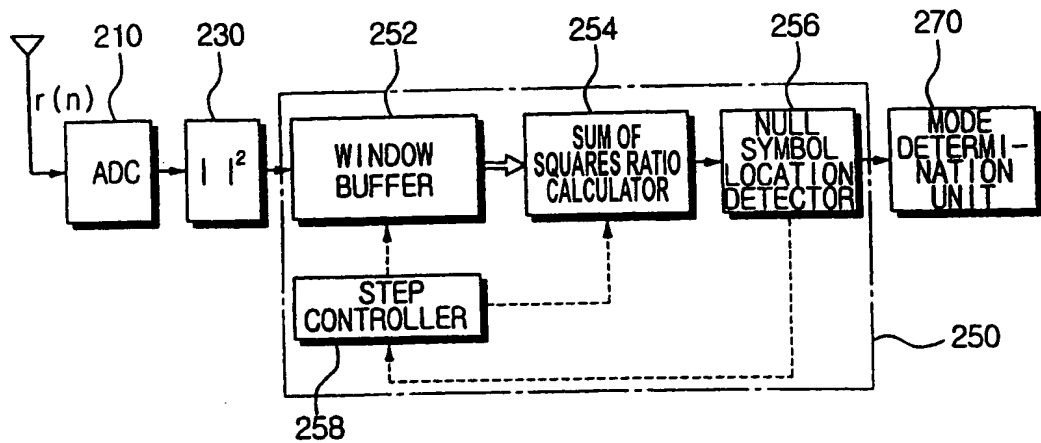 210
230
252
254
256
270
r(n)
ADC
| |²
WINDOW
BUFFER
SUM OF
SQUARES RATIO
CALCULATOR
NULL
SYMBOL
LOCATION
DETECTOR
MODE
DETERMI-
NATION
UNIT
STEP
CONTROLLER
250
258